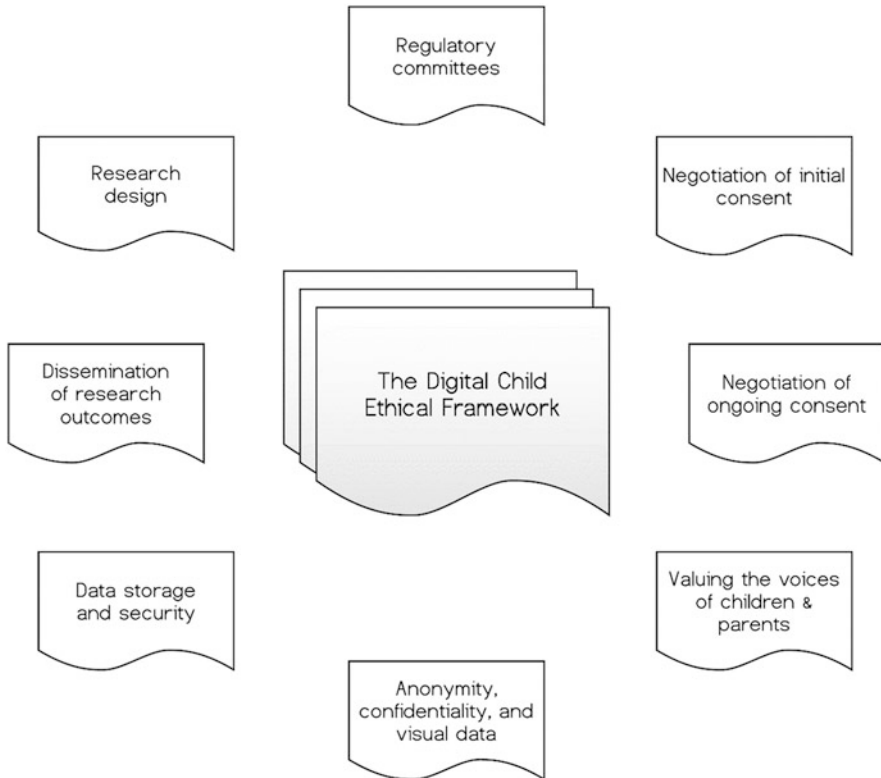 Regulatory
committees
Research
design
Negotiation of initial
consent
The Digital Child
Ethical Framework
Dissemination
of research
outcomes
Negotiation of
ongoing consent
Data storage
and security
Valuing the voices
of children &
parents
Anonymity,
confidentiality, and
visual data